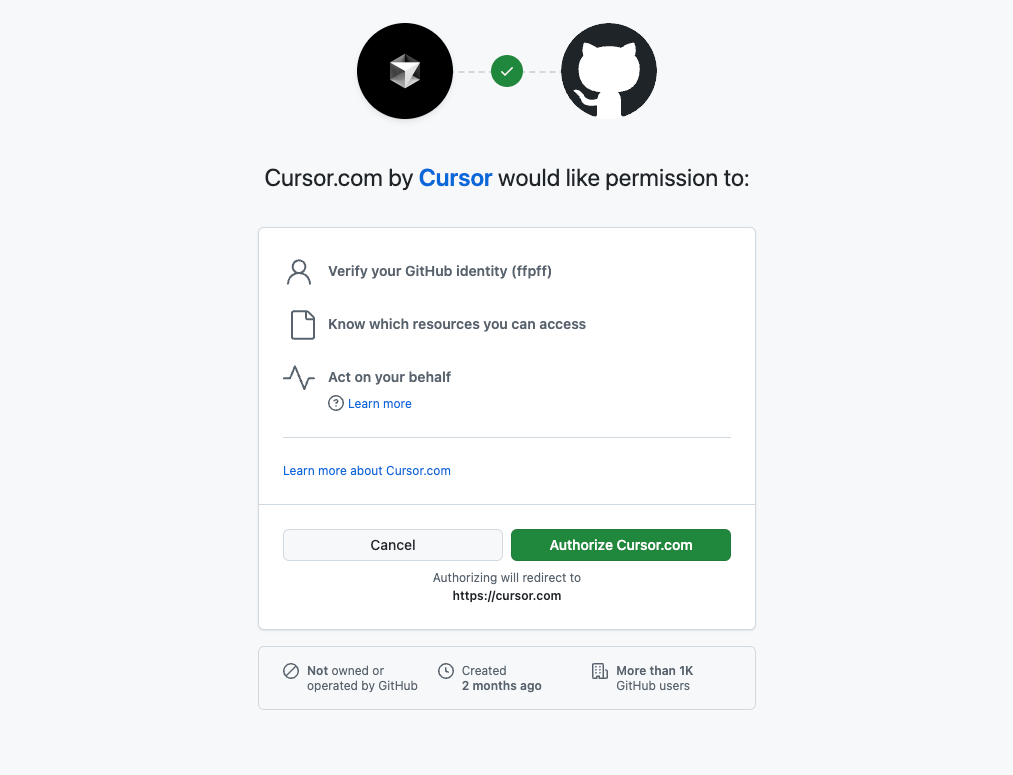 Cursor.com by Cursor would like permission to:
Verify your GitHub identity (ffpff)
Know which resources you can access
Act on your behalf
Learn more
Learn more about Cursor.com
Cancel
Authorize Cursor.com
Authorizing will redirect to
https://cursor.com
Not owned or
operated by GitHub
Created
2 months ago
More than 1K
GitHub users